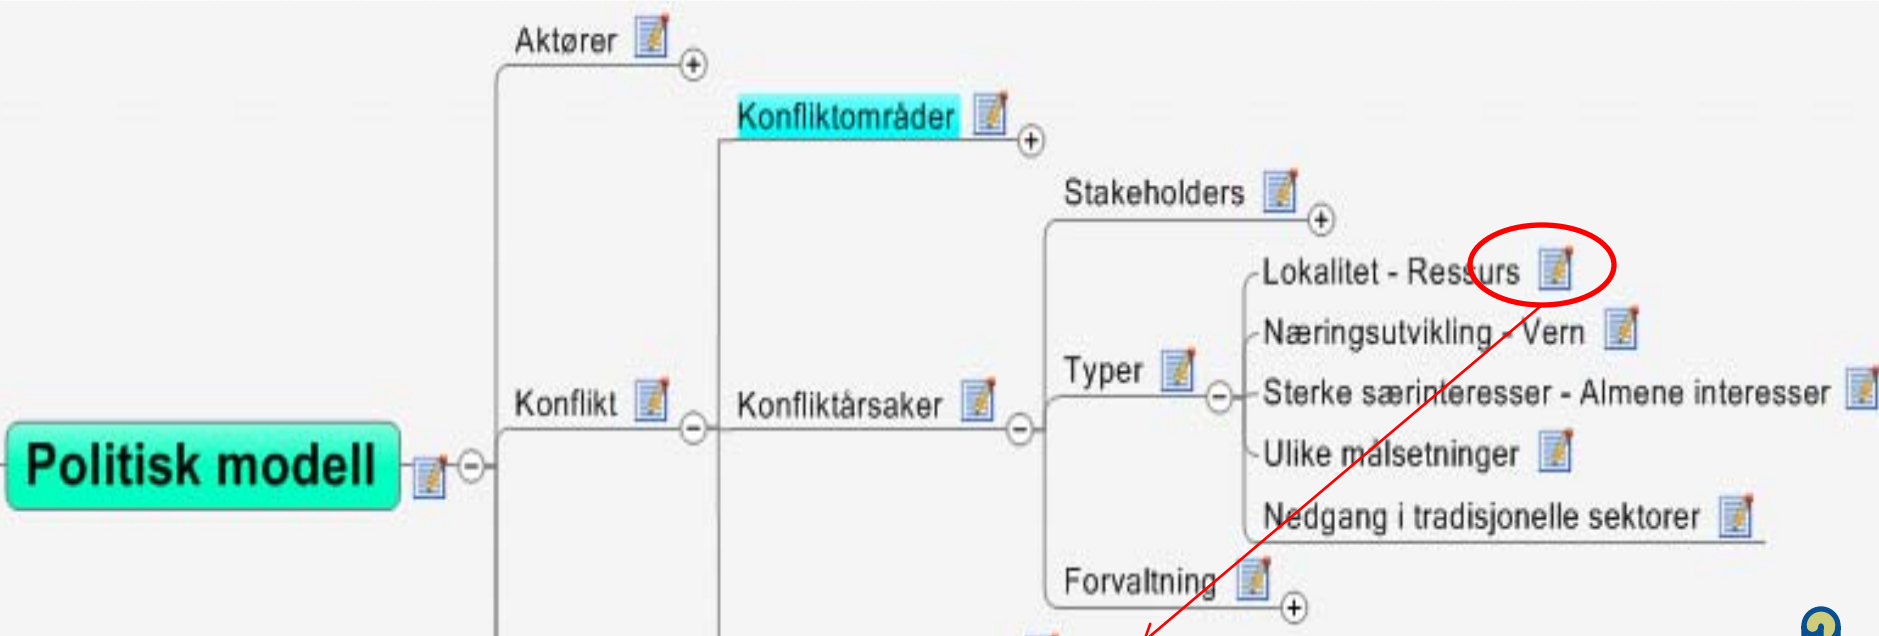 Aktører
Konfliktområder
Stakeholders
Lokalitet - Ressurs
Næringsutvikling - Vern
Typer
Sterke særinteresser - Almene interesser
Konflikt
Konfliktårsaker
Ulike målsetninger
Politisk modell
Nedgang i tradisjonelle sektorer
Forvaltning